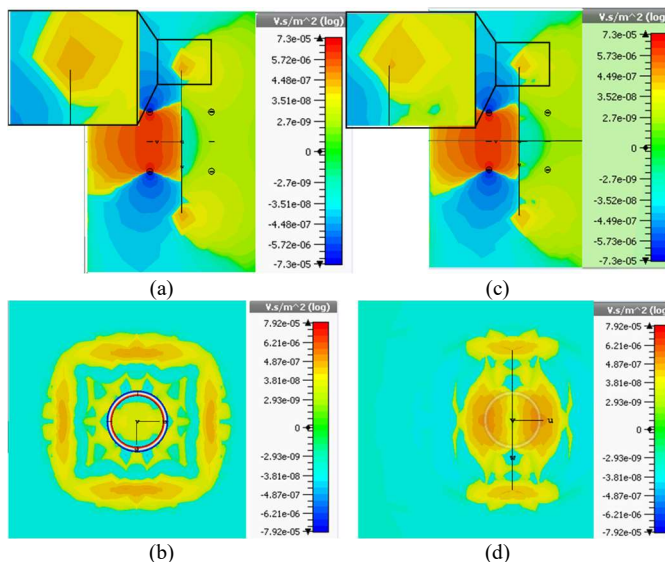 V.s/m^2 (log)
7.3e-05
5.72e-06
4.48e-07
3.51e-08
2.7e-09
0
-2.7e-09
-3.51e-08
-4.48e-07
-5.72e-06
-7.3e-05
(a)
V.s/m^2 (log)
7.3e-05
5.72e-06
4.48e-07
3.51e-08
2.7e-09
0
-2.7e-09
-3.51e-08
-4.48e-07
-5.72e-06
-7.3e-05
(c)
V.s/m^2 (log)
7.92e-05
6.21e-06
4.87e-07
3.81e-08
2.93e-09
0
-2.93e-09
-3.81e-08
-4.87e-07
-6.21e-06
-7.92e-05
(b)
u
w
V.s/m^2 (log)
7.92e-05
6.21e-06
4.87e-07
3.81e-08
2.93e-09
0
-2.93e-09
-3.81e-08
-4.87e-07
-6.21e-06
-7.92e-05
(d)